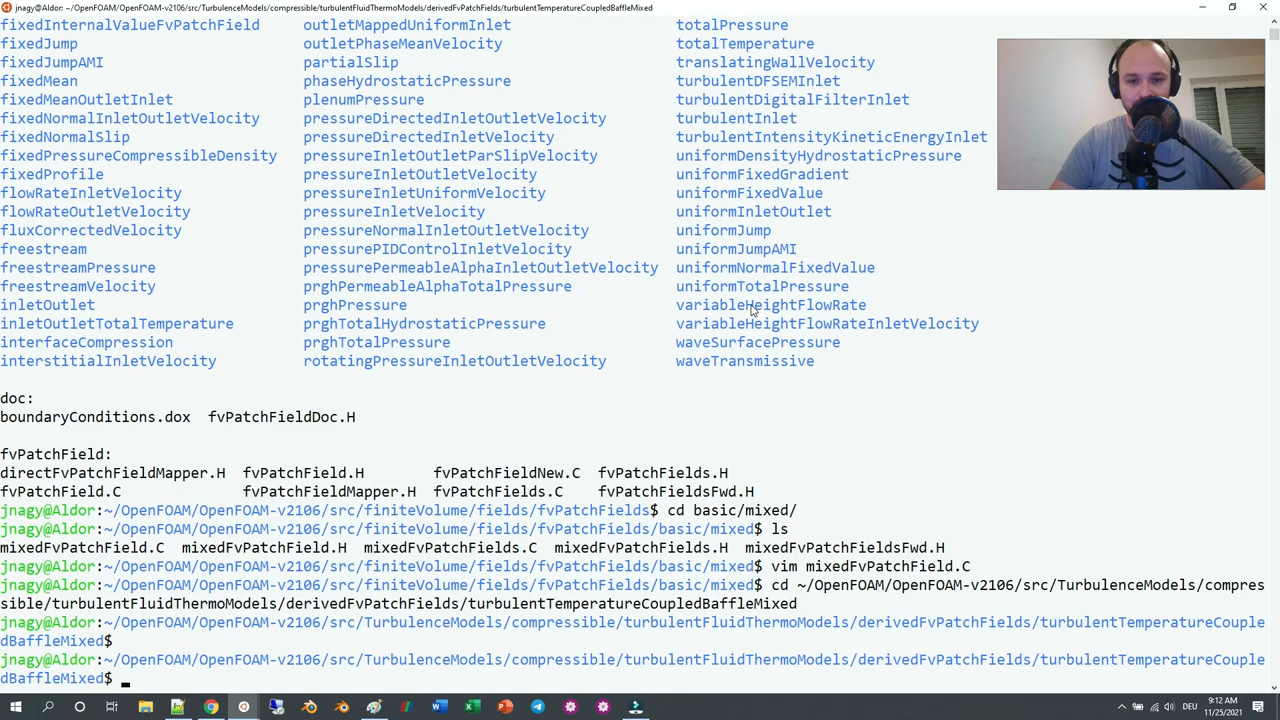 jnagy@Aldor: ~/OpenFOAM/OpenFOAM-v2106/src/TurbulenceModels/compressible/turbulentFluidThermoModels/derivedFvPatchFields/turbulentTemperatureCoupledBaffleMixed
fixedInternalValueFvPatchField outletMappedUniformInlet totalPressure
fixedJump outletPhaseMeanVelocity totalTemperature
fixedJumpAMI partialSlip translatingWallVelocity
fixedMean phaseHydrostaticPressure turbulentDFSEMInlet
fixedMeanOutletInlet plenumPressure turbulentDigitalFilterInlet
fixedNormalInletOutletVelocity pressureDirectedInletOutletVelocity turbulentInlet
fixedNormalSlip pressureDirectedInletVelocity turbulentIntensityKineticEnergyInlet
fixedPressureCompressibleDensity pressureInletOutletParSlipVelocity uniformDensityHydrostaticPressure
fixedProfile pressureInletOutletVelocity uniformFixedGradient
flowRateInletVelocity pressureInletUniformVelocity uniformFixedValue
flowRateOutletVelocity pressureInletVelocity uniformInletOutlet
fluxCorrectedVelocity pressureNormalInletOutletVelocity uniformJump
freestream pressurePIDControlInletVelocity uniformJumpAMI
freestreamPressure pressurePermeableAlphaInletOutletVelocity uniformNormalFixedValue
freestreamVelocity prghPermeableAlphaTotalPressure uniformTotalPressure
inletOutlet prghPressure variableHeightFlowRate
inletOutletTotalTemperature prghTotalHydrostaticPressure variableHeightFlowRateInletVelocity
interfaceCompression prghTotalPressure waveSurfacePressure
interstitialInletVelocity rotatingPressureInletOutletVelocity waveTransmissive
doc:
boundaryConditions.dox fvPatchFieldDoc.H
fvPatchField:
directFvPatchFieldMapper.H fvPatchField.H fvPatchFieldNew.C fvPatchFields.H
fvPatchField.C fvPatchFieldMapper.H fvPatchFields.C fvPatchFieldsFwd.H
jnagy@Aldor:~/OpenFOAM/OpenFOAM-v2106/src/finiteVolume/fields/fvPatchFields$ cd basic/mixed/
jnagy@Aldor:~/OpenFOAM/OpenFOAM-v2106/src/finiteVolume/fields/fvPatchFields/basic/mixed$ ls
mixedFvPatchField.C mixedFvPatchField.H mixedFvPatchFields.C mixedFvPatchFields.H mixedFvPatchFieldsFwd.H
jnagy@Aldor:~/OpenFOAM/OpenFOAM-v2106/src/finiteVolume/fields/fvPatchFields/basic/mixed$ vim mixedFvPatchField.C
jnagy@Aldor:~/OpenFOAM/OpenFOAM-v2106/src/finiteVolume/fields/fvPatchFields/basic/mixed$ cd ~/OpenFOAM/OpenFOAM-v2106/src/TurbulenceModels/compres
sible/turbulentFluidThermoModels/derivedFvPatchFields/turbulentTemperatureCoupledBaffleMixed
jnagy@Aldor:~/OpenFOAM/OpenFOAM-v2106/src/TurbulenceModels/compressible/turbulentFluidThermoModels/derivedFvPatchFields/turbulentTemperatureCouple
dBaffleMixed$
jnagy@Aldor:~/OpenFOAM/OpenFOAM-v2106/src/TurbulenceModels/compressible/turbulentFluidThermoModels/derivedFvPatchFields/turbulentTemperatureCouple
dBaffleMixed$
DEU
9:12 AM
11/25/2021